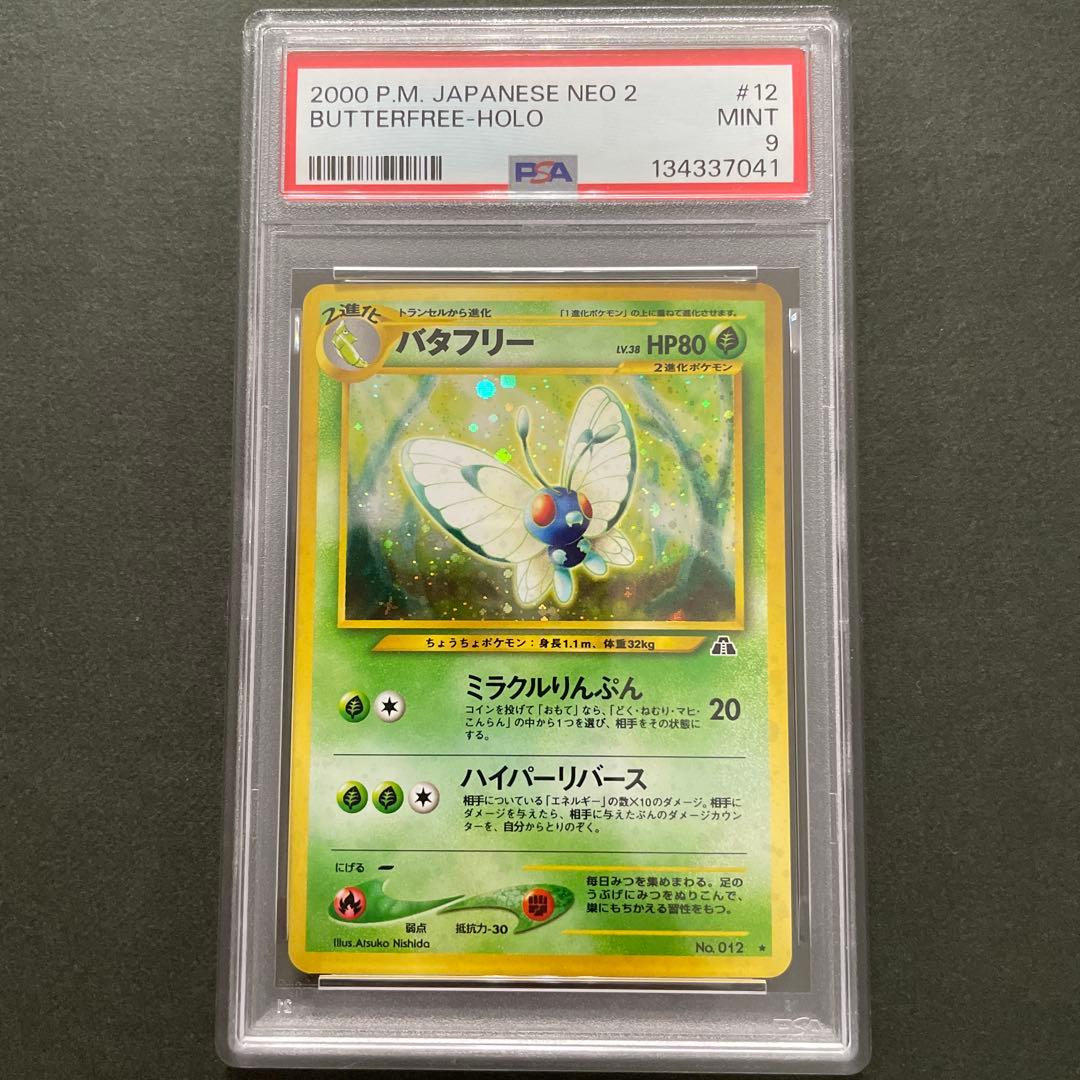 2000 P.M. JAPANESE NEO 2 #12
BUTTERFREE-HOLO MINT
9
PSA 134337041
2進化 トランセルから進化 「1進化ポケモン」の上に重ねて進化させます。
バタフリー LV.38 HP80
2進化ポケモン
ちょうちょポケモン:身長1.1m、体重32kg
ミラクルりんぷん
コインを投げて「おもて」なら、「どく・ねむり・マヒ・
こんらん」の中から1つを選び、相手をその状態に
する。
20
ハイパーリバース
相手についている「エネルギー」の数×10のダメージ。相手に
ダメージを与えたら、相手に与えたぶんのダメージカウン
ターを、自分からとりのぞく。
にげる
弱点 抵抗力-30
毎日みつを集めまわる。足の
うぶげにみつをぬりこんで、
巣にもちかえる習性をもつ。
Illus.Atsuko Nishida
No. 012 ★
PSA